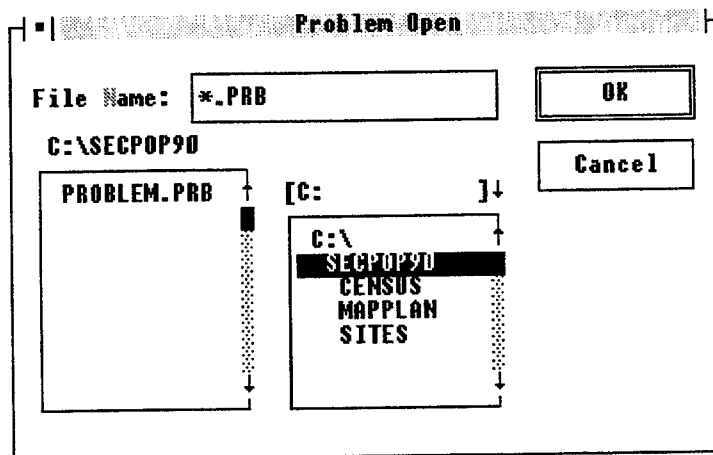 Problem Open
File Name: *.PRB
OK
C:\SECPOP90
Cancel
PROBLEM.PRB
[C: ]↓
C:\
SECPOP90
CENSUS
MAPPLAN
SITES